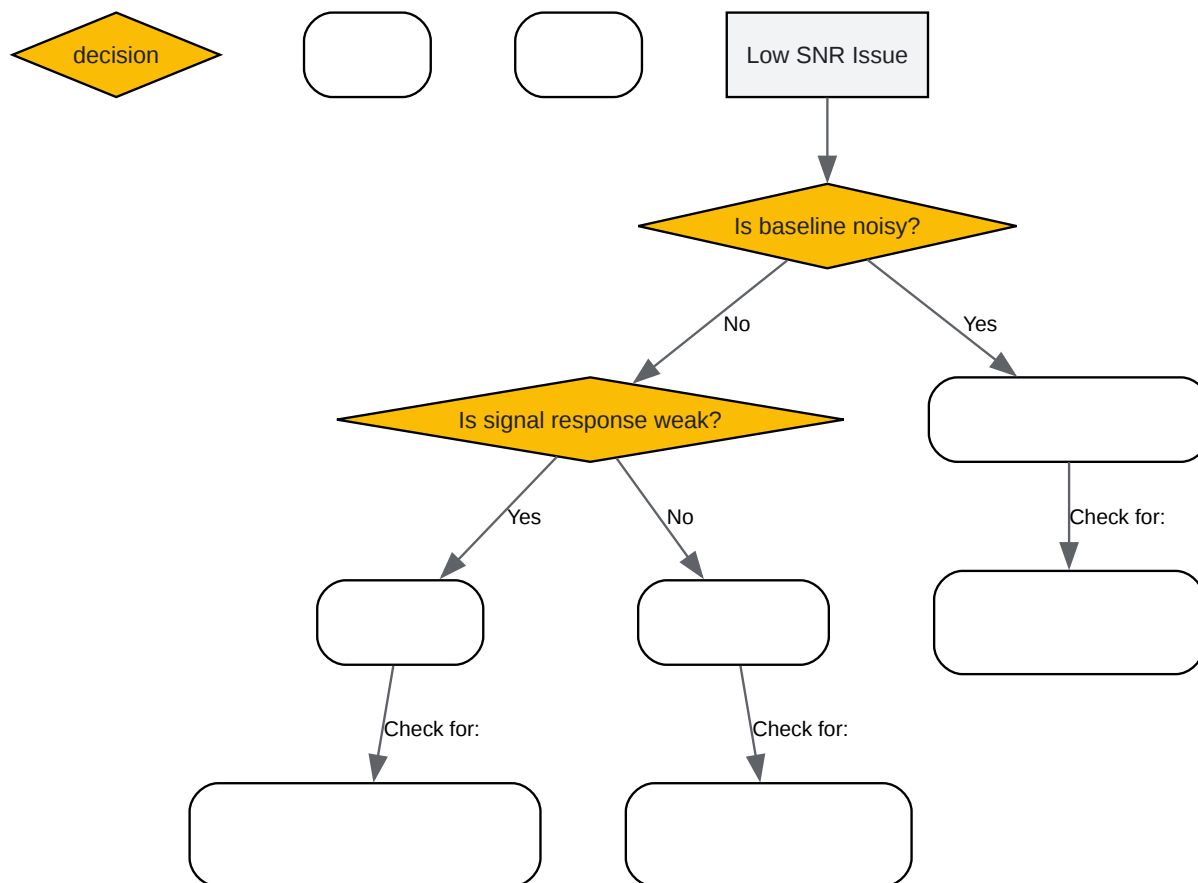 decision
Low SNR Issue
Is baseline noisy?
No
Yes
Is signal response weak?
Yes
No
Check for:
Check for:
Check for: